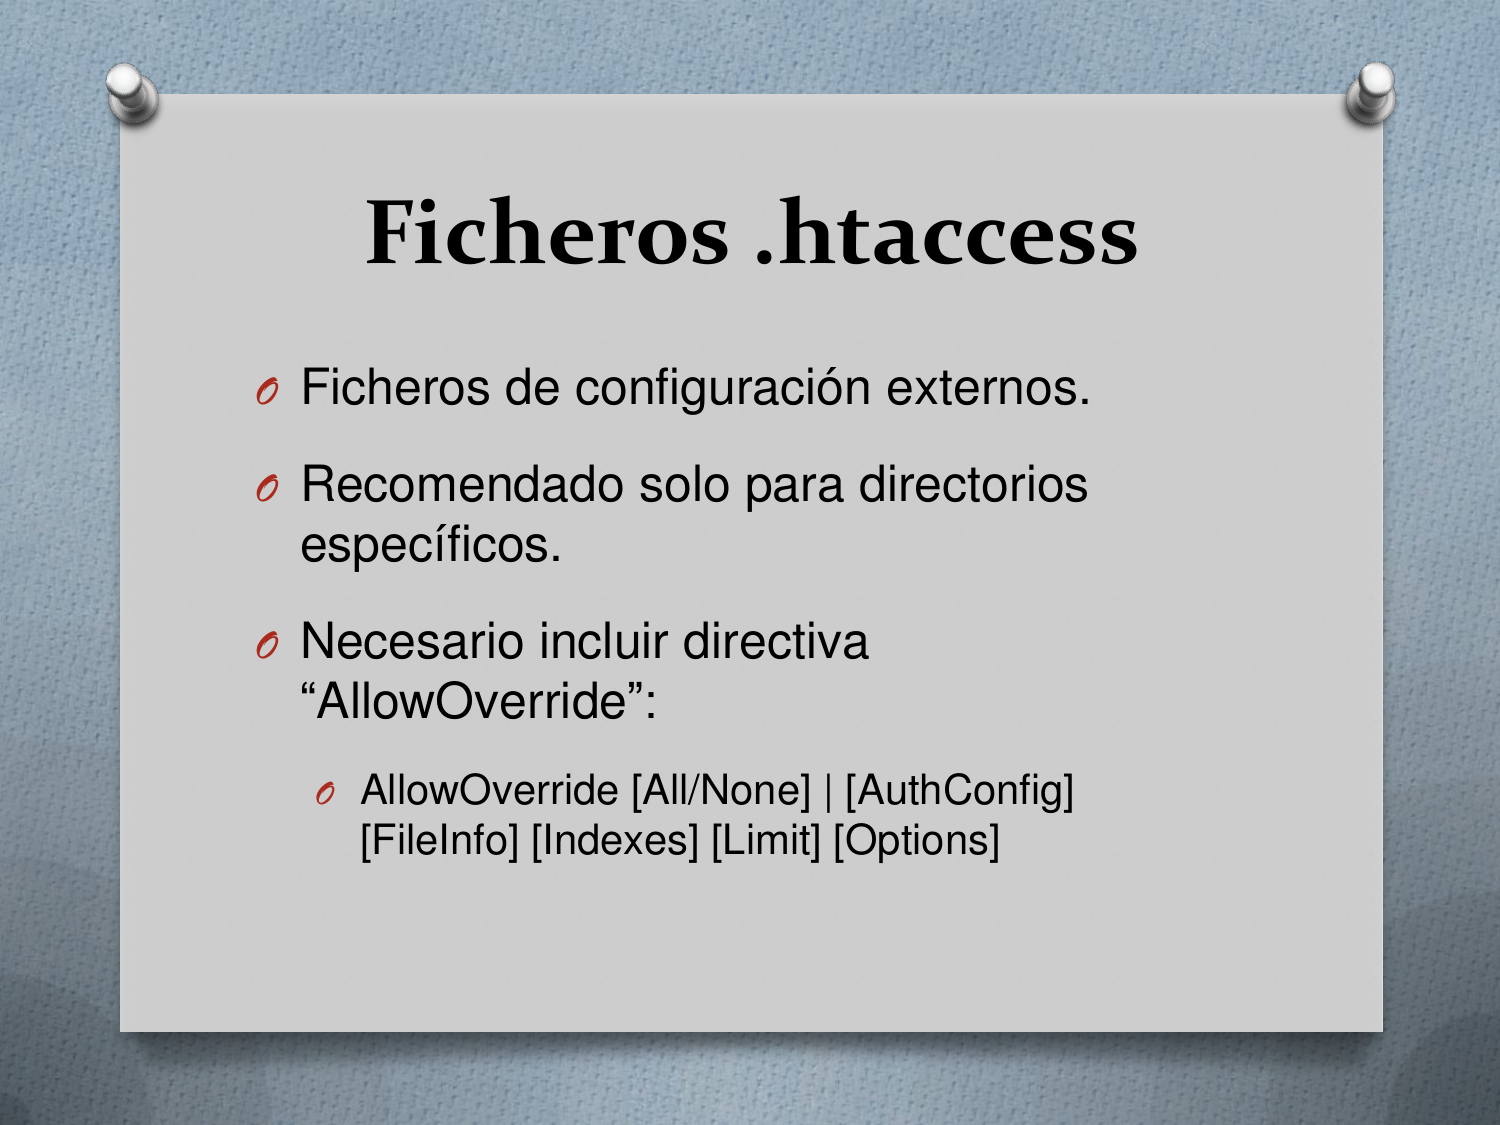 Ficheros .htaccess
Ficheros de configuración externos.
Recomendado solo para directorios
específicos.
Necesario incluir directiva
“AllowOverride”:
AllowOverride [All/None] | [AuthConfig]
[FileInfo] [Indexes] [Limit] [Options]